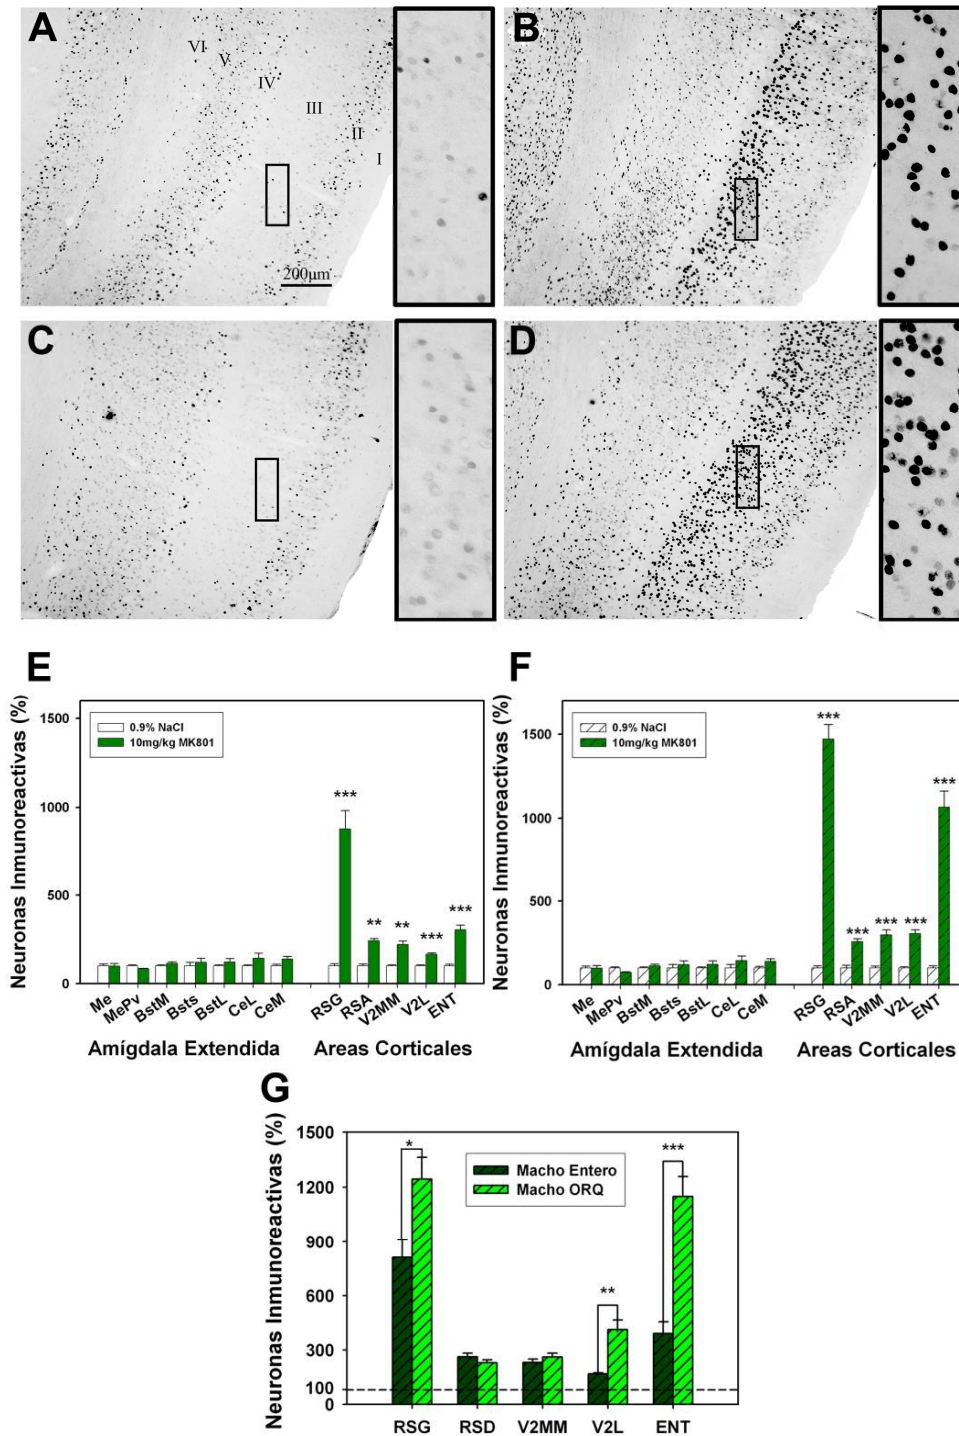 A
VI
V
IV
III
II
I
200µm
B
C
D
E
Neuronas Inmunoreactivas (%)
1500
1000
500
0
0.9% NaCl
10mg/kg MK801
***
**
**
***
***
Me
MePv
BstM
Bsts
BstL
CeL
CeM
RSG
RSA
V2MM
V2L
ENT
Amígdala Extendida
Areas Corticales
F
Neuronas Inmunoreactivas (%)
1500
1000
500
0
0.9% NaCl
10mg/kg MK801
***
***
***
***
***
Me
MePv
BstM
Bsts
BstL
CeL
CeM
RSG
RSA
V2MM
V2L
ENT
Amígdala Extendida
Areas Corticales
G
Neuronas Inmunoreactivas (%)
1500
1200
900
600
300
100
0
Macho Entero
Macho ORQ
*
**
***
RSG
RSD
V2MM
V2L
ENT